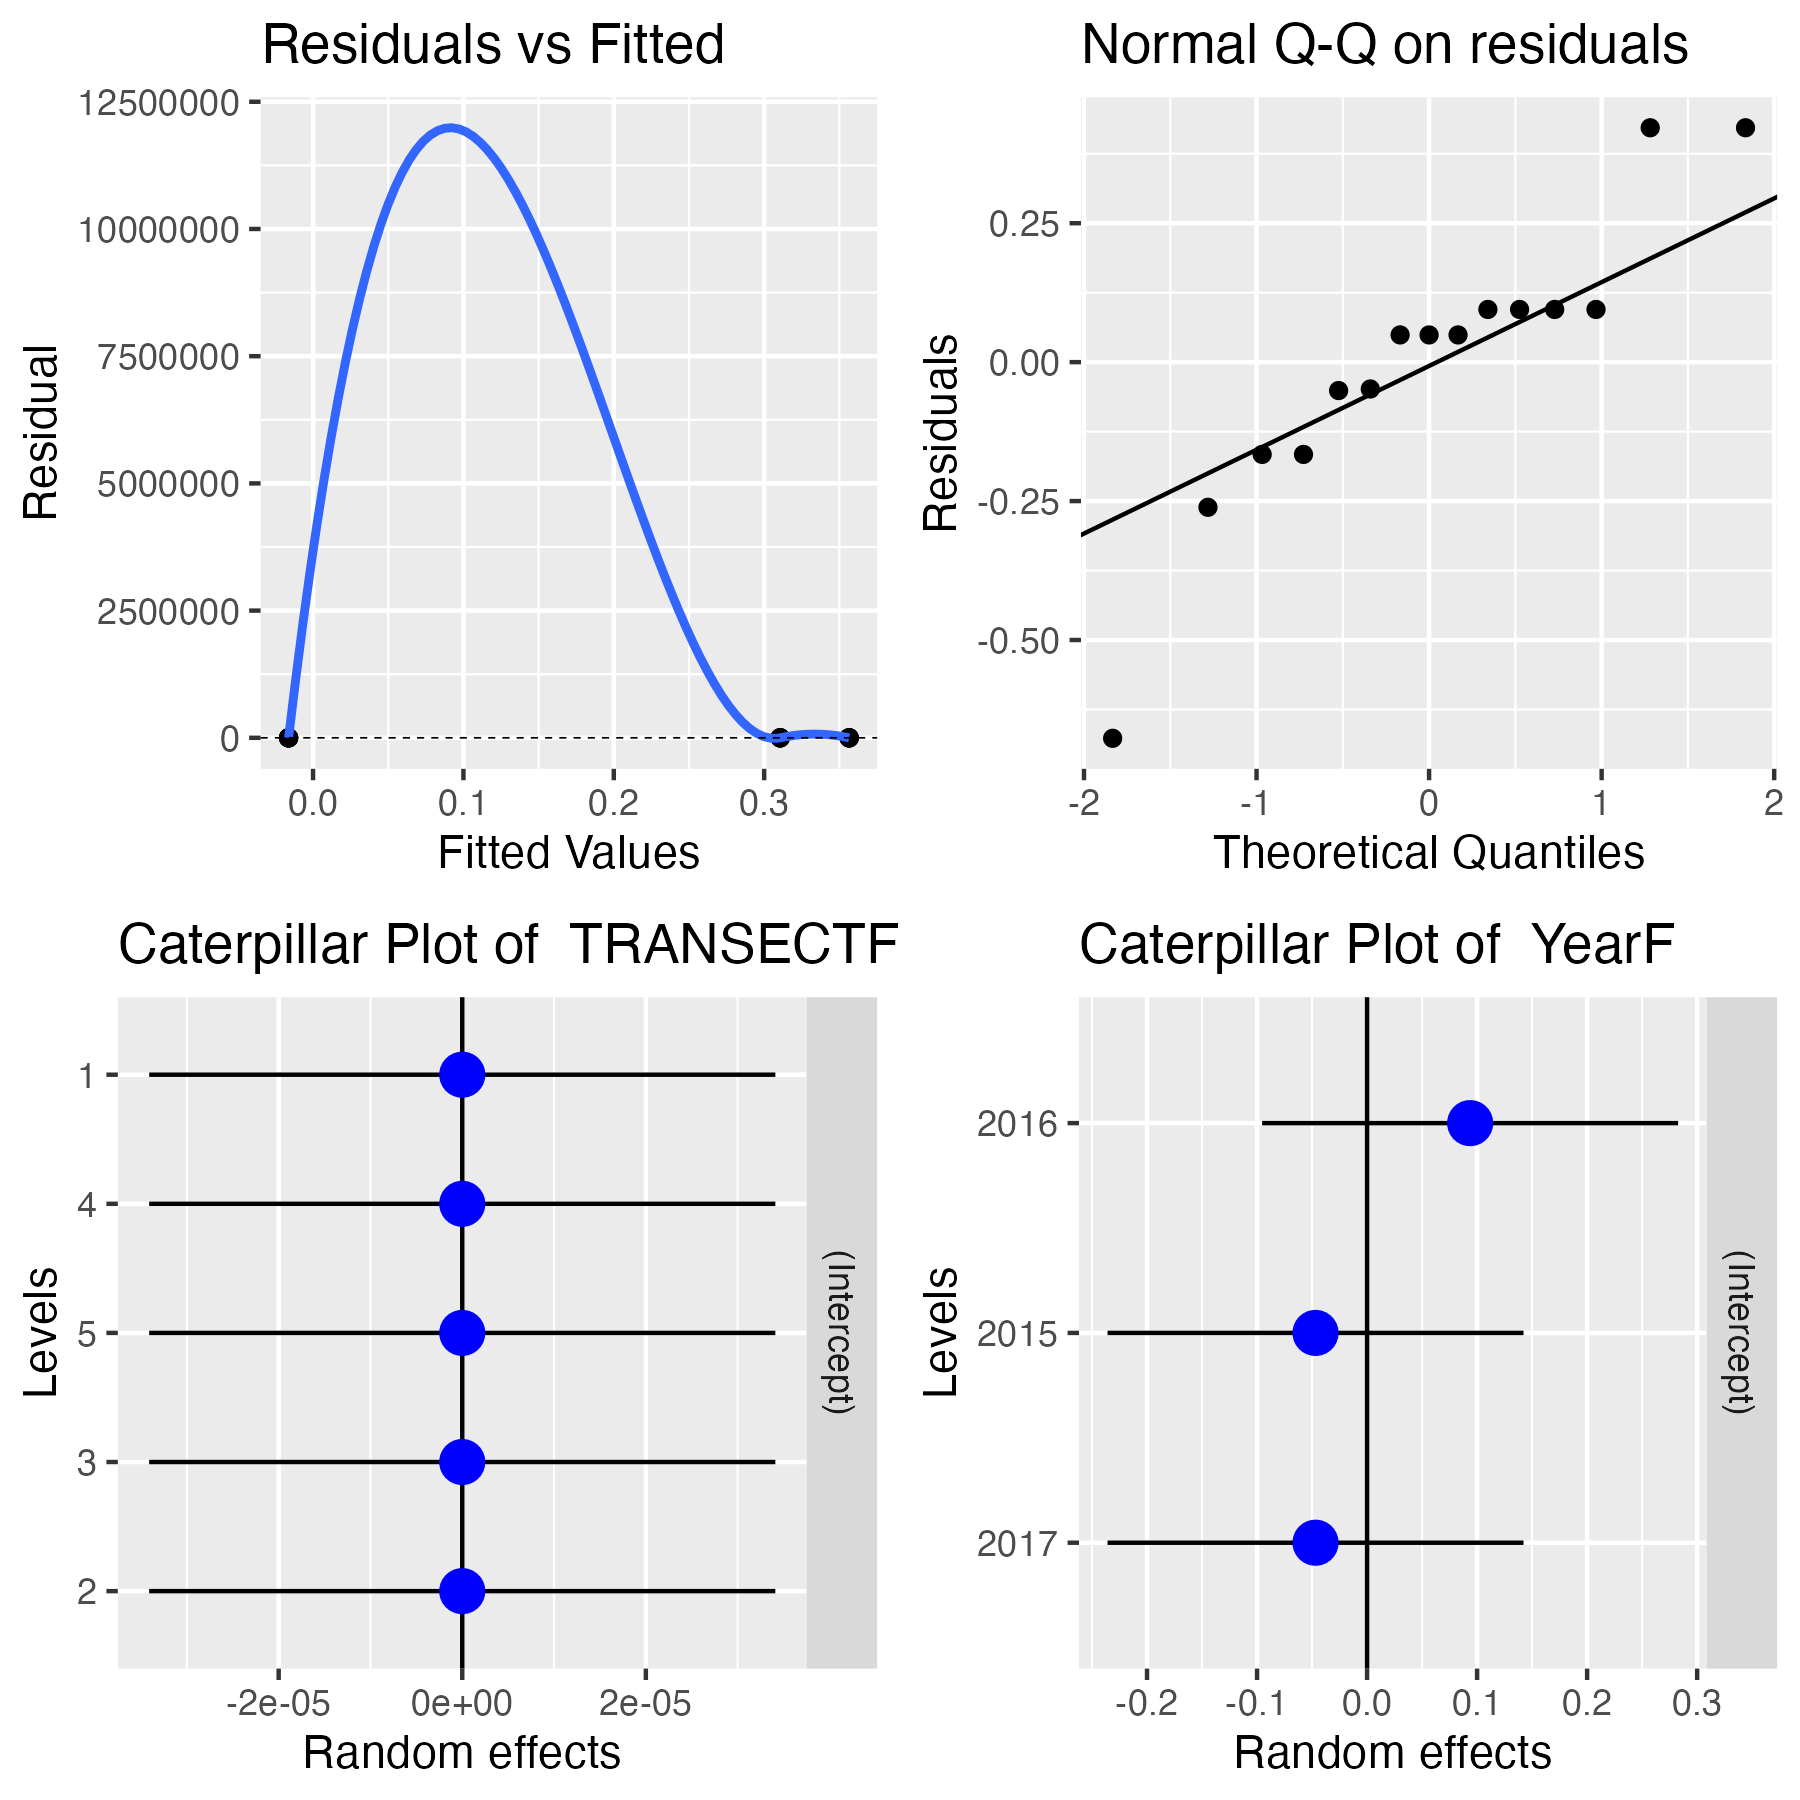 Residuals vs Fitted
12500000
10000000
7500000
5000000
2500000
0
Residual
0.0 0.1 0.2 0.3
Fitted Values
Normal Q-Q on residuals
0.25
0.00
-0.25
-0.50
Residuals
-2 -1 0 1 2
Theoretical Quantiles
Caterpillar Plot of  TRANSECTF
1
4
5
3
2
Levels
(Intercept)
-2e-05 0e+00 2e-05
Random effects
Caterpillar Plot of  YearF
2016
2015
2017
Levels
(Intercept)
-0.2 -0.1 0.0 0.1 0.2 0.3
Random effects